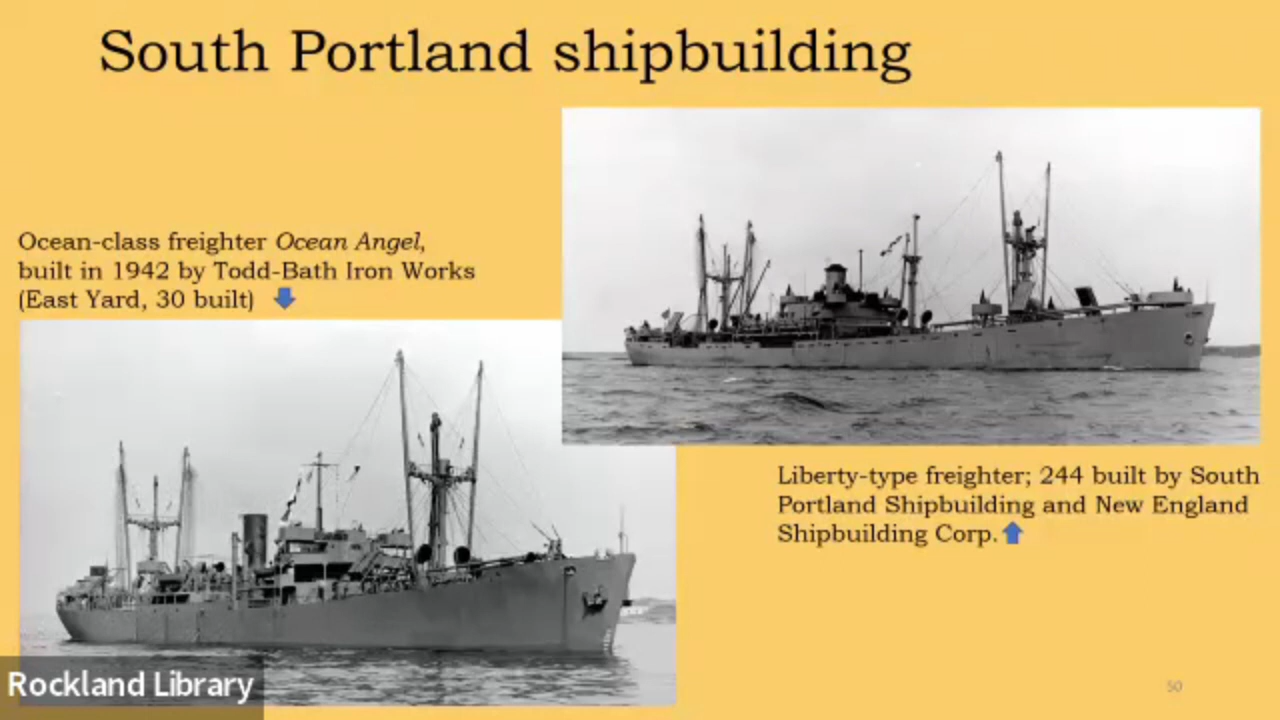 South Portland shipbuilding
Ocean-class freighter Ocean Angel,
built in 1942 by Todd-Bath Iron Works
(East Yard, 30 built)
Liberty-type freighter; 244 built by South
Portland Shipbuilding and New England
Shipbuilding Corp.
Rockland Library
50